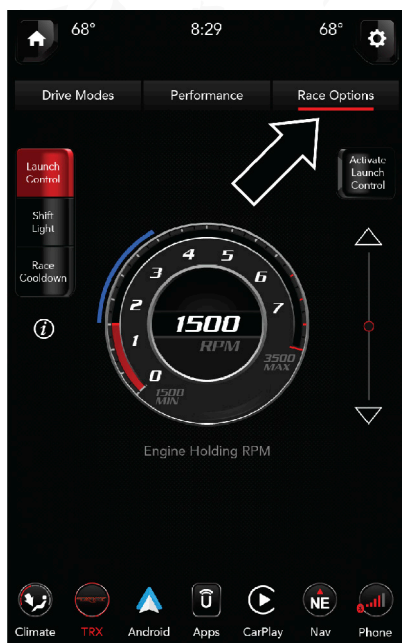 68° 8:29 68°
Drive Modes Performance Race Options
Launch
Control
Shift
Light
Race
Cooldown
Activate
Launch
Control
0
1
2
3
4
5
6
7
1500
RPM
1500
MIN
3500
MAX
Engine Holding RPM
NE
Climate TRX Android Apps CarPlay Nav Phone